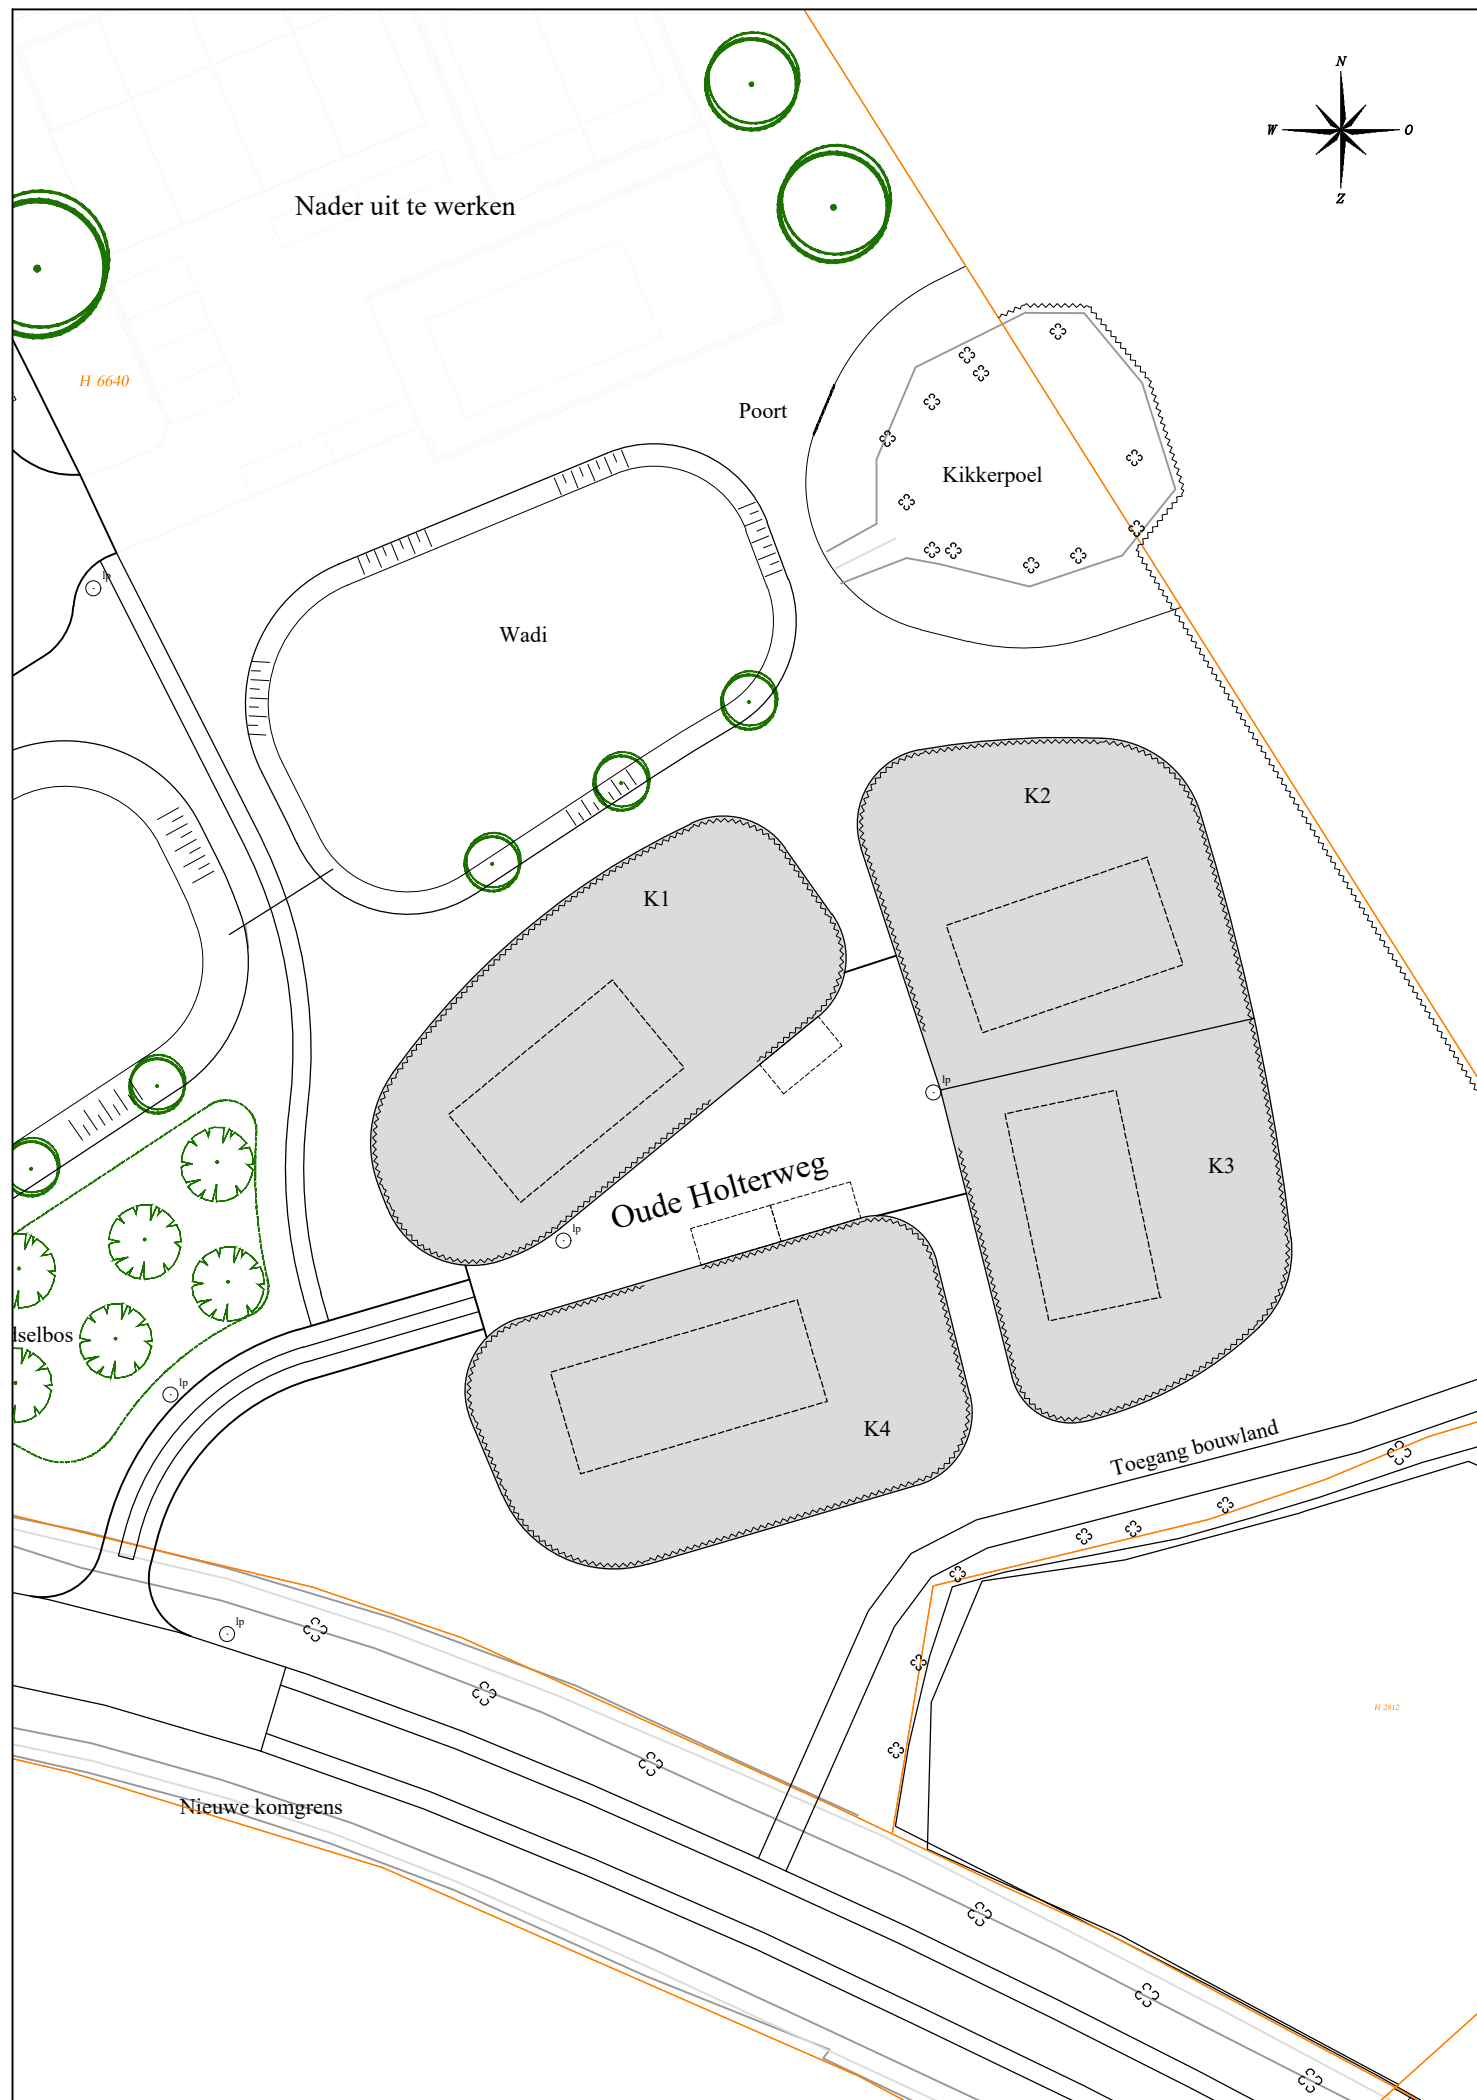 N
W
O
Z
Nader uit te werken
H 6640
Poort
Kikkerpoel
lp
Wadi
K2
K1
lp
K3
Oude Holterweg
lp
dselbos
lp
K4
Toegang bouwland
lp
H 2812
Nieuwe komgrens